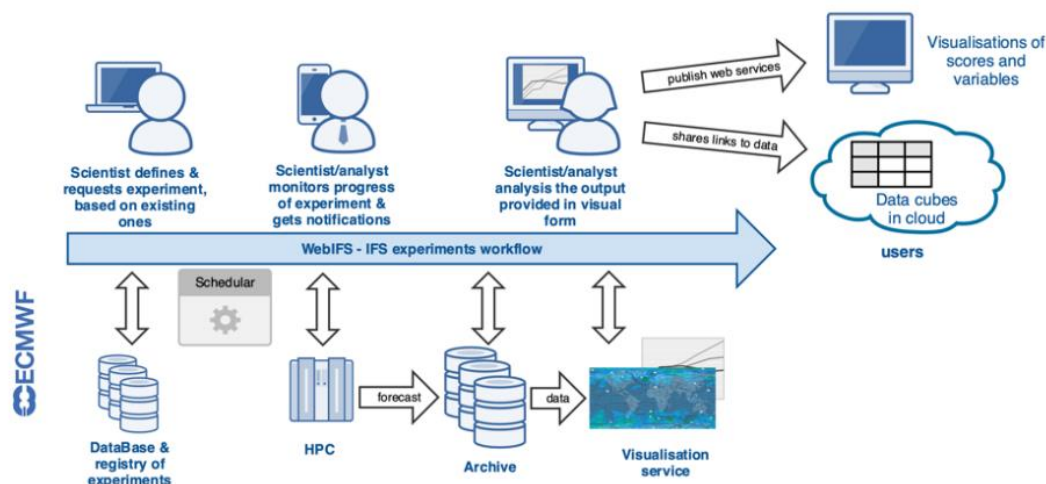 Visualisations of
scores and
variables
publish web services
shares links to data
Scientist defines &
requests experiment,
based on existing
ones
Scientist/analyst
monitors progress
of experiment &
gets notifications
Scientist/analyst
analysis the output
provided in visual
form
Data cubes
in cloud
users
WebIFS - IFS experiments workflow
Schedular
ECMWF
forecast
data
DataBase &
registry of
experiments
HPC
Archive
Visualisation
service